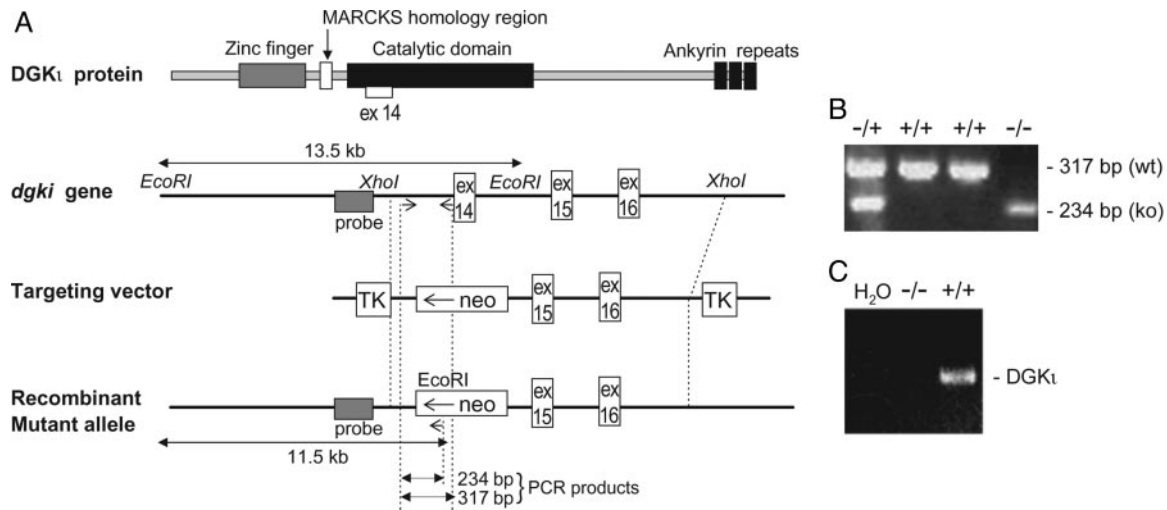 A
MARCKS homology region
Zinc finger
Catalytic domain
Ankyrin repeats
DGKι protein
ex 14
13.5 kb
EcoRI
XhoI
EcoRI
XhoI
dgki gene
ex 14
ex 15
ex 16
probe
Targeting vector
TK
neo
ex 15
ex 16
TK
EcoRI
Recombinant
Mutant allele
neo
ex 15
ex 16
probe
11.5 kb
234 bp
317 bp
PCR products
B
-/+ +/+ +/+ -/-
- 317 bp (wt)
- 234 bp (ko)
C
H₂O -/- +/+
- DGKι